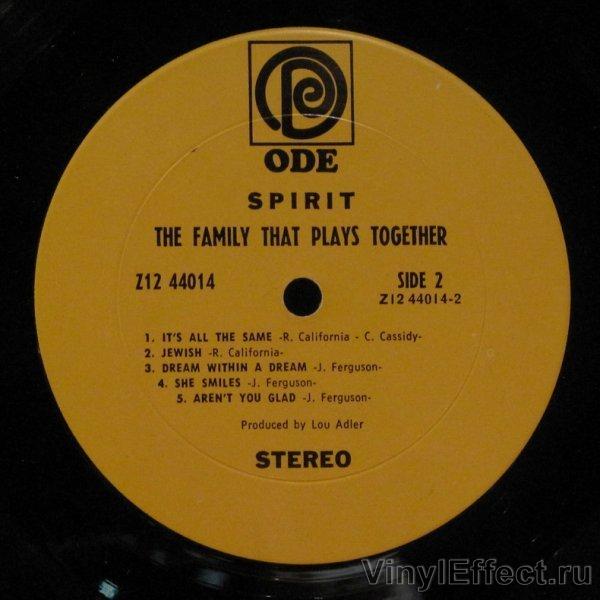 ODE
SPIRIT
THE FAMILY THAT PLAYS TOGETHER
Z12 44014
SIDE 2
Z12 44014-2
1. IT'S ALL THE SAME -R. California - C. Cassidy-
2. JEWISH -R. California-
3. DREAM WITHIN A DREAM -J. Ferguson-
4. SHE SMILES -J. Ferguson-
5. AREN'T YOU GLAD -J. Ferguson-
Produced by Lou Adler
STEREO
VinylEffect.ru